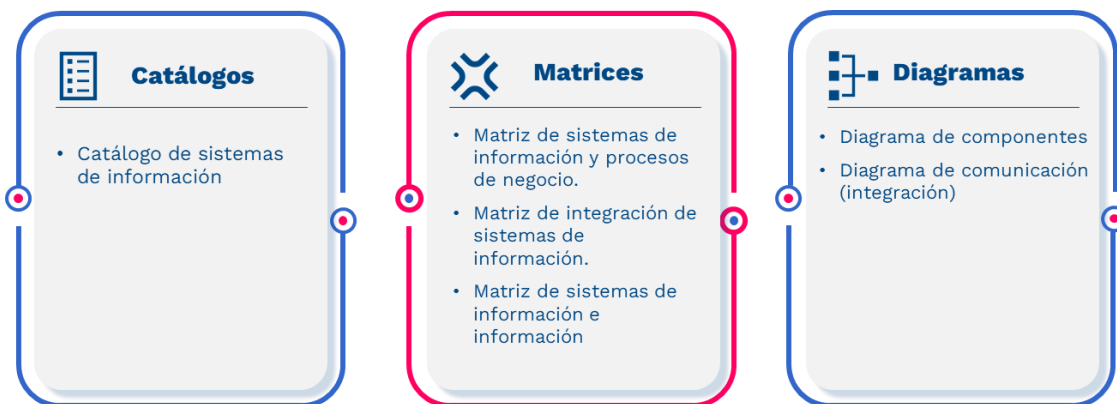 Catálogos
• Catálogo de sistemas
de información
Matrices
• Matriz de sistemas de
información y procesos
de negocio.
• Matriz de integración de
sistemas de
información.
• Matriz de sistemas de
información e
información
Diagramas
• Diagrama de componentes
• Diagrama de comunicación
(integración)